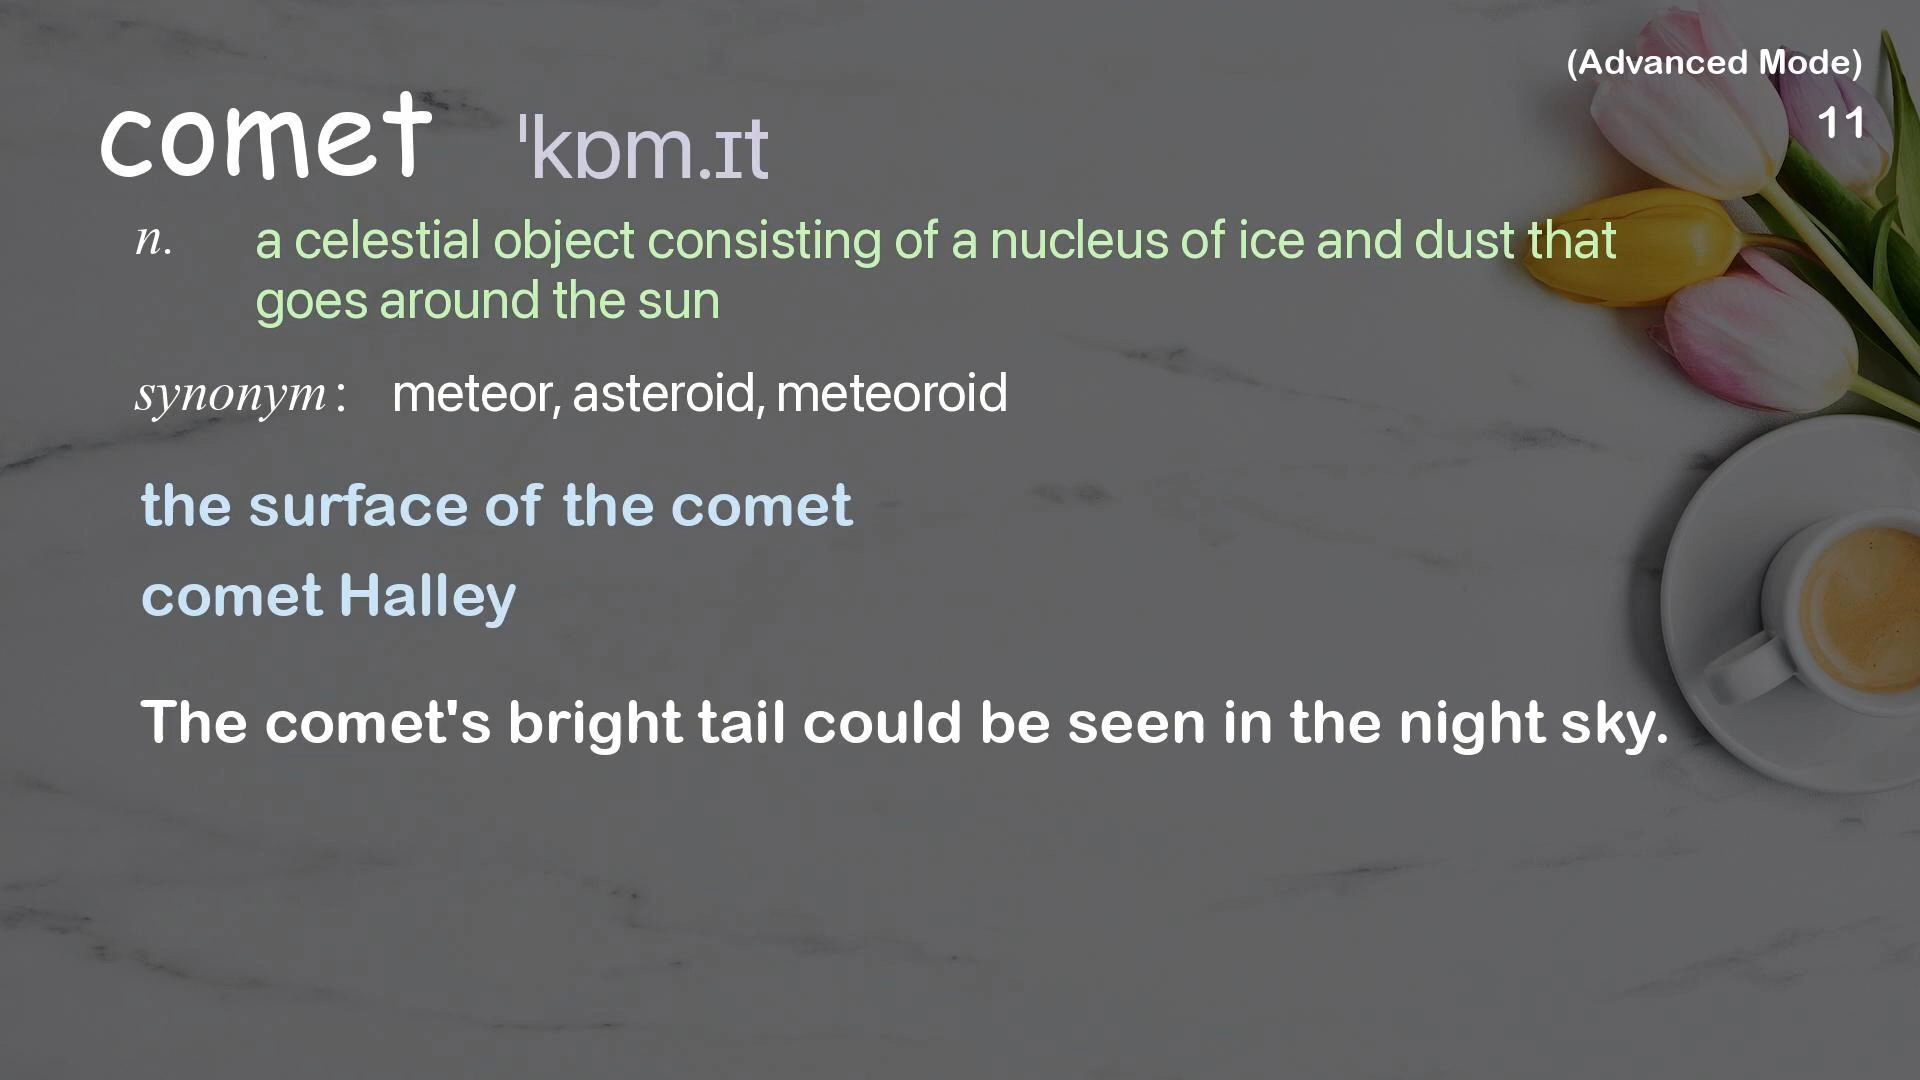 (Advanced Mode)
11
comet ˈkɒm.ɪt
n. a celestial object consisting of a nucleus of ice and dust that
goes around the sun
synonym: meteor, asteroid, meteoroid
the surface of the comet
comet Halley
The comet's bright tail could be seen in the night sky.